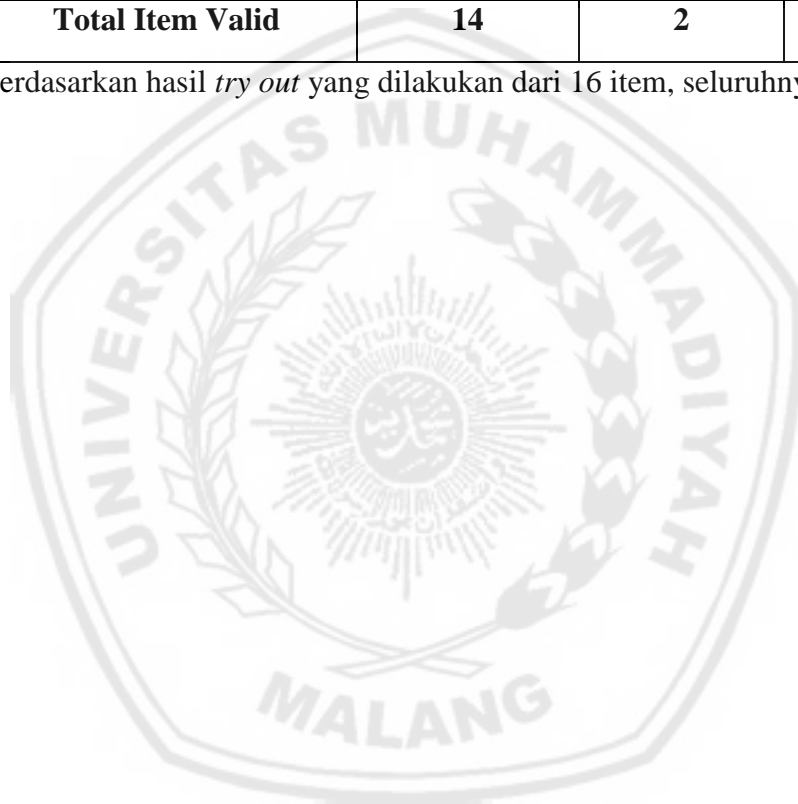 Total Item Valid 14 2
erdasarkan hasil try out yang dilakukan dari 16 item, seluruhny
UNIVERSITAS MUHAMMADIYAH
MALANG